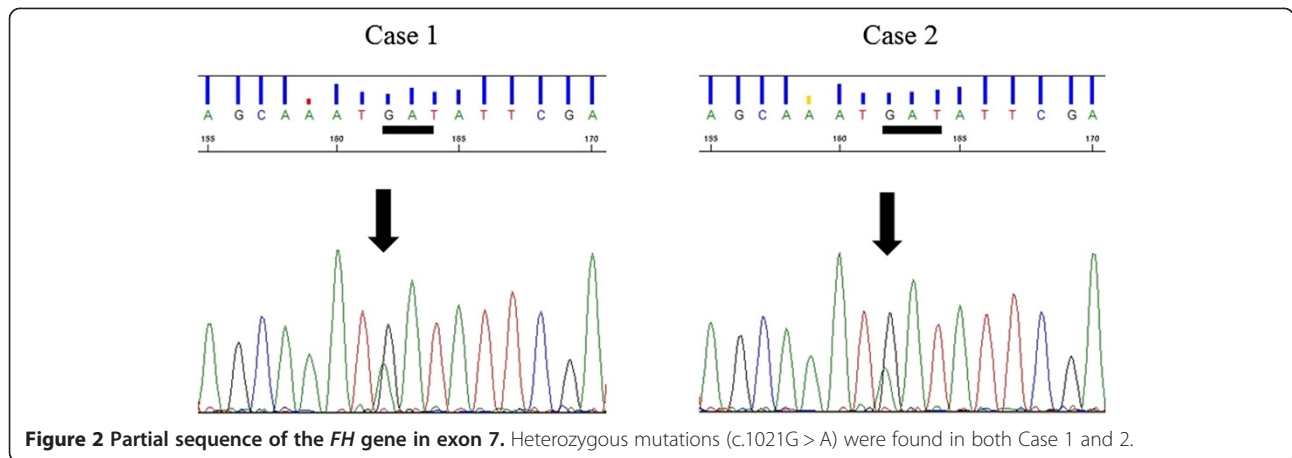 Case 1
Case 2
A G C A A A T G A T A T T C G A
A G C A A A T G A T A T T C G A
155 160 165 170
155 160 165 170
Figure 2 Partial sequence of the FH gene in exon 7. Heterozygous mutations (c.1021G > A) were found in both Case 1 and 2.